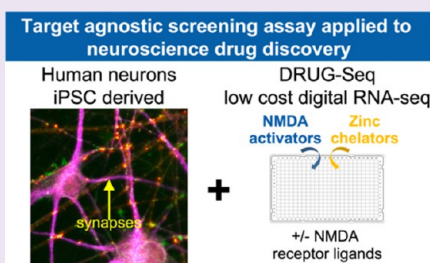 Target agnostic screening assay applied to
neuroscience drug discovery
Human neurons
iPSC derived
synapses
+
DRUG-Seq
low cost digital RNA-seq
NMDA
activators
Zinc
chelators
+/- NMDA
receptor ligands